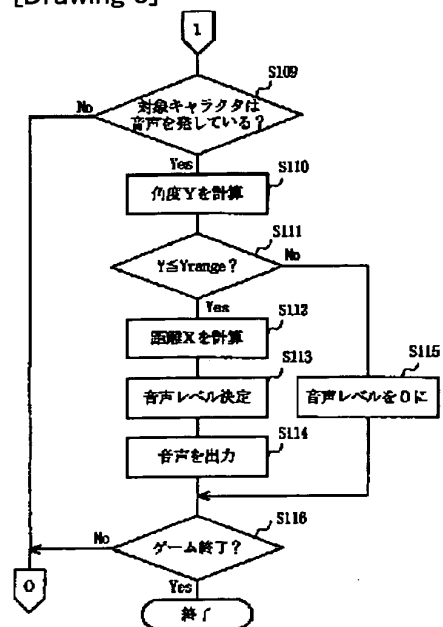 1
S109
対象キャラクタは
音声を発している?
No
Yes
S110
角度Yを計算
S111
Y≦Yrange?
No
Yes
S112
距離Xを計算
S113
音声レベル決定
S115
音声レベルを0に
S114
音声を出力
S116
No
ゲーム終了?
0
Yes
終了